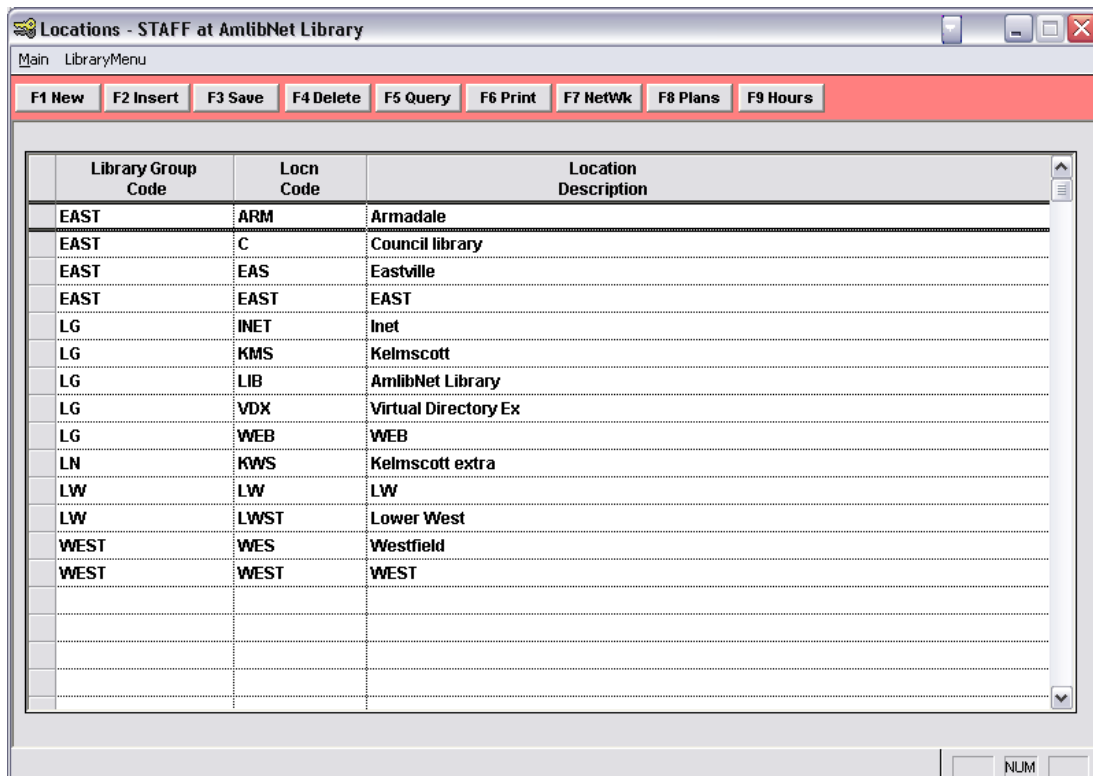 Locations - STAFF at AmlibNet Library
Main LibraryMenu
F1 New F2 Insert F3 Save F4 Delete F5 Query F6 Print F7 NetWk F8 Plans F9 Hours
Library Group Code Locn Code Location Description
EAST ARM Armadale
EAST C Council library
EAST EAS Eastville
EAST EAST EAST
LG INET Inet
LG KMS Kelmscott
LG LIB AmlibNet Library
LG VDX Virtual Directory Ex
LG WEB WEB
LN KWS Kelmscott extra
LW LW LW
LW LWST Lower West
WEST WES Westfield
WEST WEST WEST
NUM